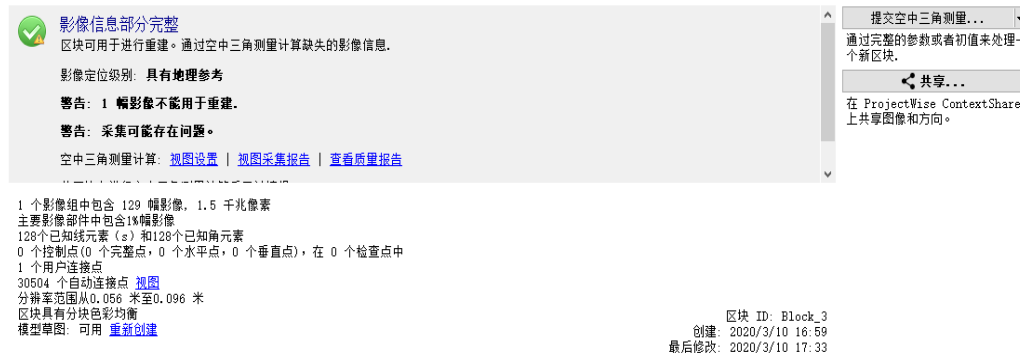 影像信息部分完整
区块可用于进行重建。通过空中三角测量计算缺失的影像信息.
影像定位级别: 具有地理参考
警告: 1 幅影像不能用于重建.
警告: 采集可能存在问题。
空中三角测量计算: 视图设置 | 视图采集报告 | 查看质量报告
提交空中三角测量...
通过完整的参数或者初值来处理一
个新区块.
共享...
在 ProjectWise ContextShare
上共享图像和方向。
1 个影像组中包含 129 幅影像, 1.5 千兆像素
主要影像部件中包含1%幅影像
128个已知线元素（s）和128个已知角元素
0 个控制点(0 个完整点，0 个水平点，0 个垂直点)，在 0 个检查点中
1 个用户连接点
30504 个自动连接点 视图
分辨率范围从0.056 米至0.096 米
区块具有分块色彩均衡
模型草图: 可用 重新创建
区块 ID: Block_3
创建: 2020/3/10 16:59
最后修改: 2020/3/10 17:33